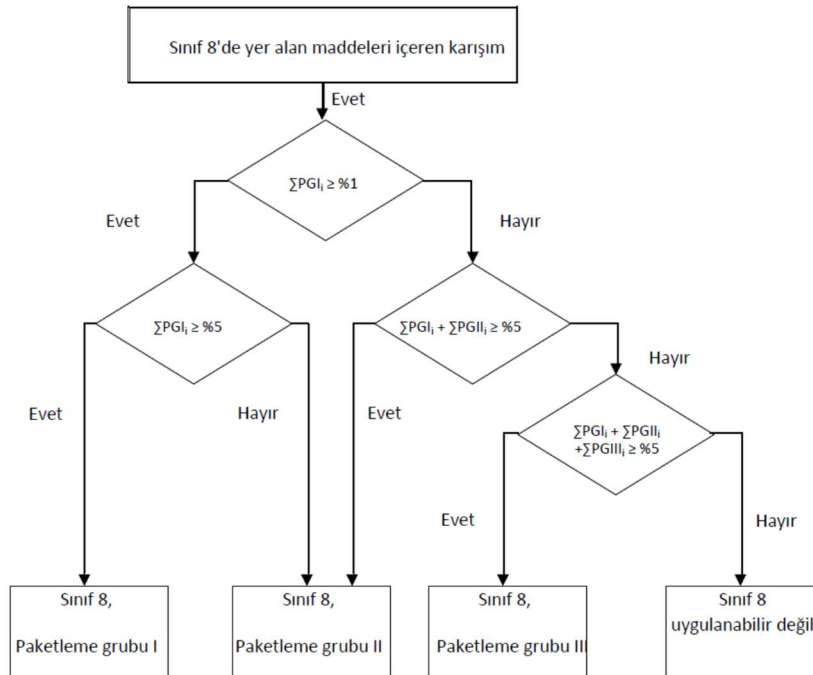 Sınıf 8'de yer alan maddeleri içeren karışım
Evet
∑PGIᵢ ≥ %1
Evet
Hayır
∑PGIᵢ ≥ %5
∑PGIᵢ + ∑PGIIᵢ ≥ %5
Evet
Hayır
Evet
Hayır
∑PGIᵢ + ∑PGIIᵢ
+∑PGIIIᵢ ≥ %5
Evet
Hayır
Sınıf 8,
Paketleme grubu I
Sınıf 8,
Paketleme grubu II
Sınıf 8,
Paketleme grubu III
Sınıf 8
uygulanabilir değil